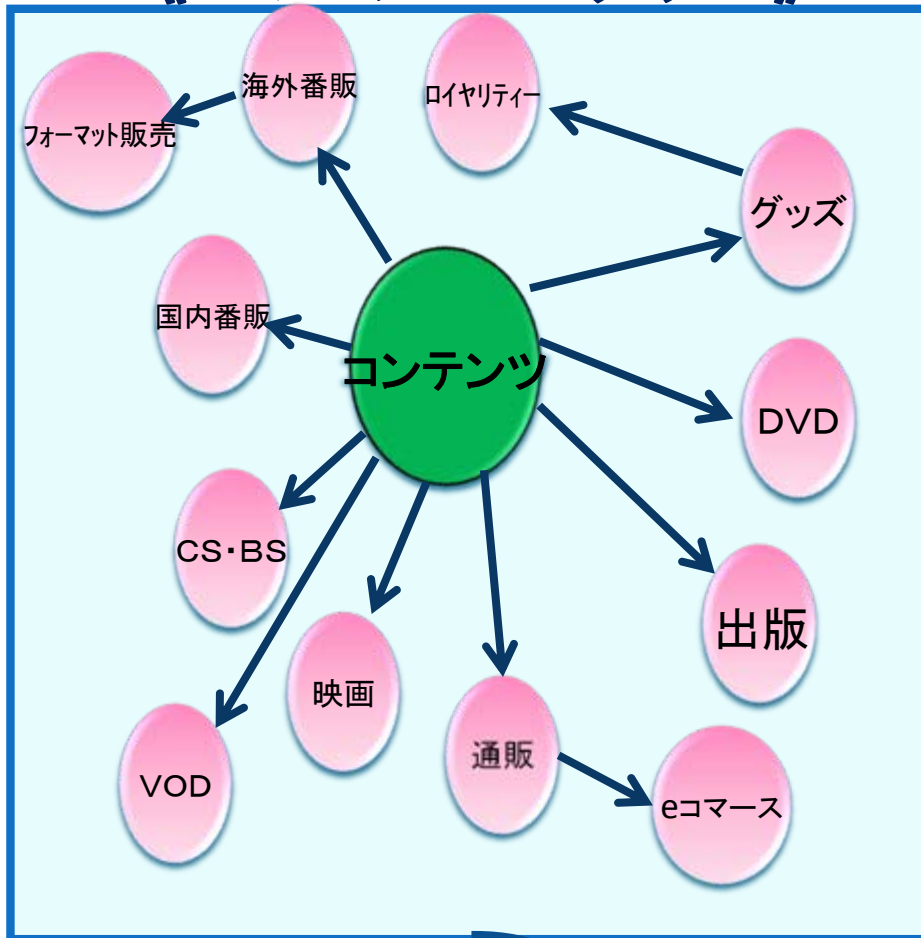 海外番販
ロイヤリティー
フォーマット販売
グッズ
国内番販
コンテンツ
DVD
CS・BS
出版
映画
通販
VOD
eコマース